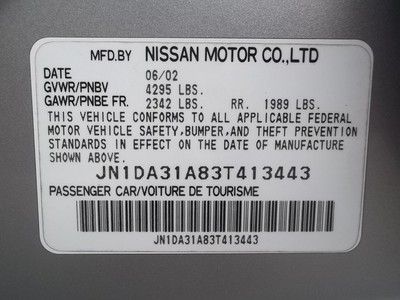 MFD.BY NISSAN MOTOR CO.,LTD
DATE 06/02
GVWR/PNBV 4295 LBS.
GAWR/PNBE FR. 2342 LBS. RR. 1989 LBS.
THIS VEHICLE CONFORMS TO ALL APPLICABLE FEDERAL
MOTOR VEHICLE SAFETY,BUMPER,AND THEFT PREVENTION
STANDARDS IN EFFECT ON THE DATE OF MANUFACTURE
SHOWN ABOVE.
JN1DA31A83T413443
PASSENGER CAR/VOITURE DE TOURISME
JN1DA31A83T413443